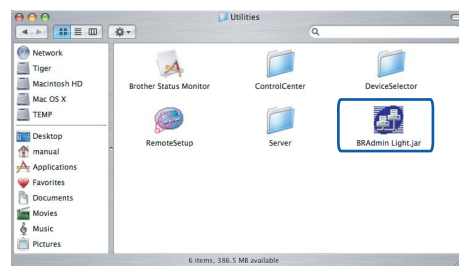 Utilities
Network
Tiger
Macintosh HD
Mac OS X
TEMP
Desktop
manual
Applications
Favorites
Documents
Movies
Music
Pictures
Brother Status Monitor
ControlCenter
DeviceSelector
RemoteSetup
Server
BRAdmin Light.jar
6 items, 386.5 MB available